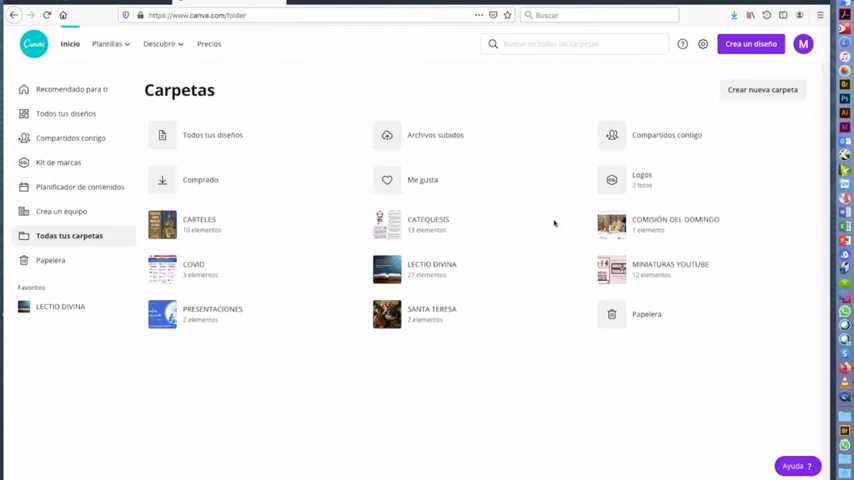 https://www.canva.com/folder
Buscar
Canva
Inicio
Plantillas
Descubrir
Precios
Buscar en todas las carpetas
Crea un diseño
M
Recomendado para ti
Todos tus diseños
Compartidos contigo
Kit de marcas
Planificador de contenidos
Crea un equipo
Todas tus carpetas
Papelera
Favoritos
LECTIO DIVINA
Carpetas
Crear nueva carpeta
Todos tus diseños
Archivos subidos
Compartidos contigo
Comprado
Me gusta
Logos
2 fotos
CARTELES
10 elementos
CATEQUESIS
13 elementos
COMISIÓN DEL DOMINGO
1 elemento
COVID
3 elementos
LECTIO DIVINA
27 elementos
MINIATURAS YOUTUBE
12 elementos
PRESENTACIONES
2 elementos
SANTA TERESA
2 elementos
Papelera
Ayuda ?